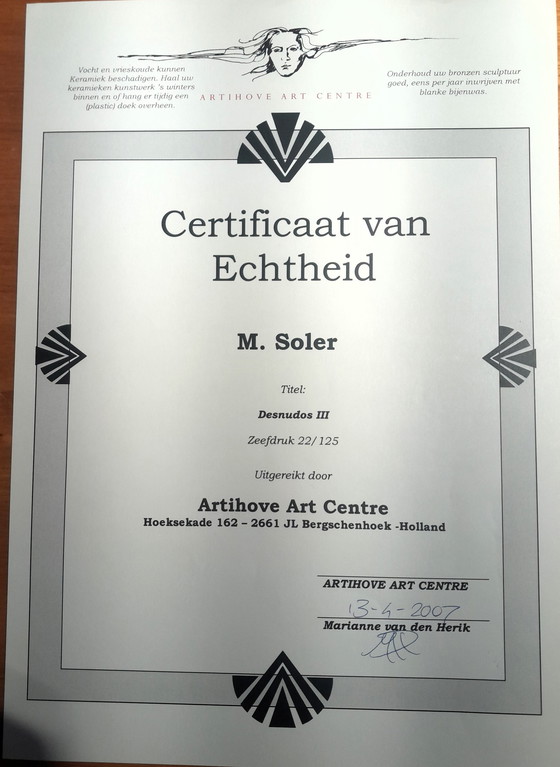 Vocht en vrieskoude kunnen
Keramiek beschadigen. Haal uw
keramieken kunstwerk 's winters
binnen en of hang er tijdig een
(plastic) doek overheen.
Onderhoud uw bronzen sculptuur
goed, eens per jaar inwrijven met
blanke bijenwas.
ARTIHOVE ART CENTRE
Certificaat van
Echtheid
M. Soler
Titel:
Desnudos III
Zeefdruk 22/125
Uitgereikt door
Artihove Art Centre
Hoeksekade 162 – 2661 JL Bergschenhoek -Holland
ARTIHOVE ART CENTRE
13-4-2007
Marianne van den Herik